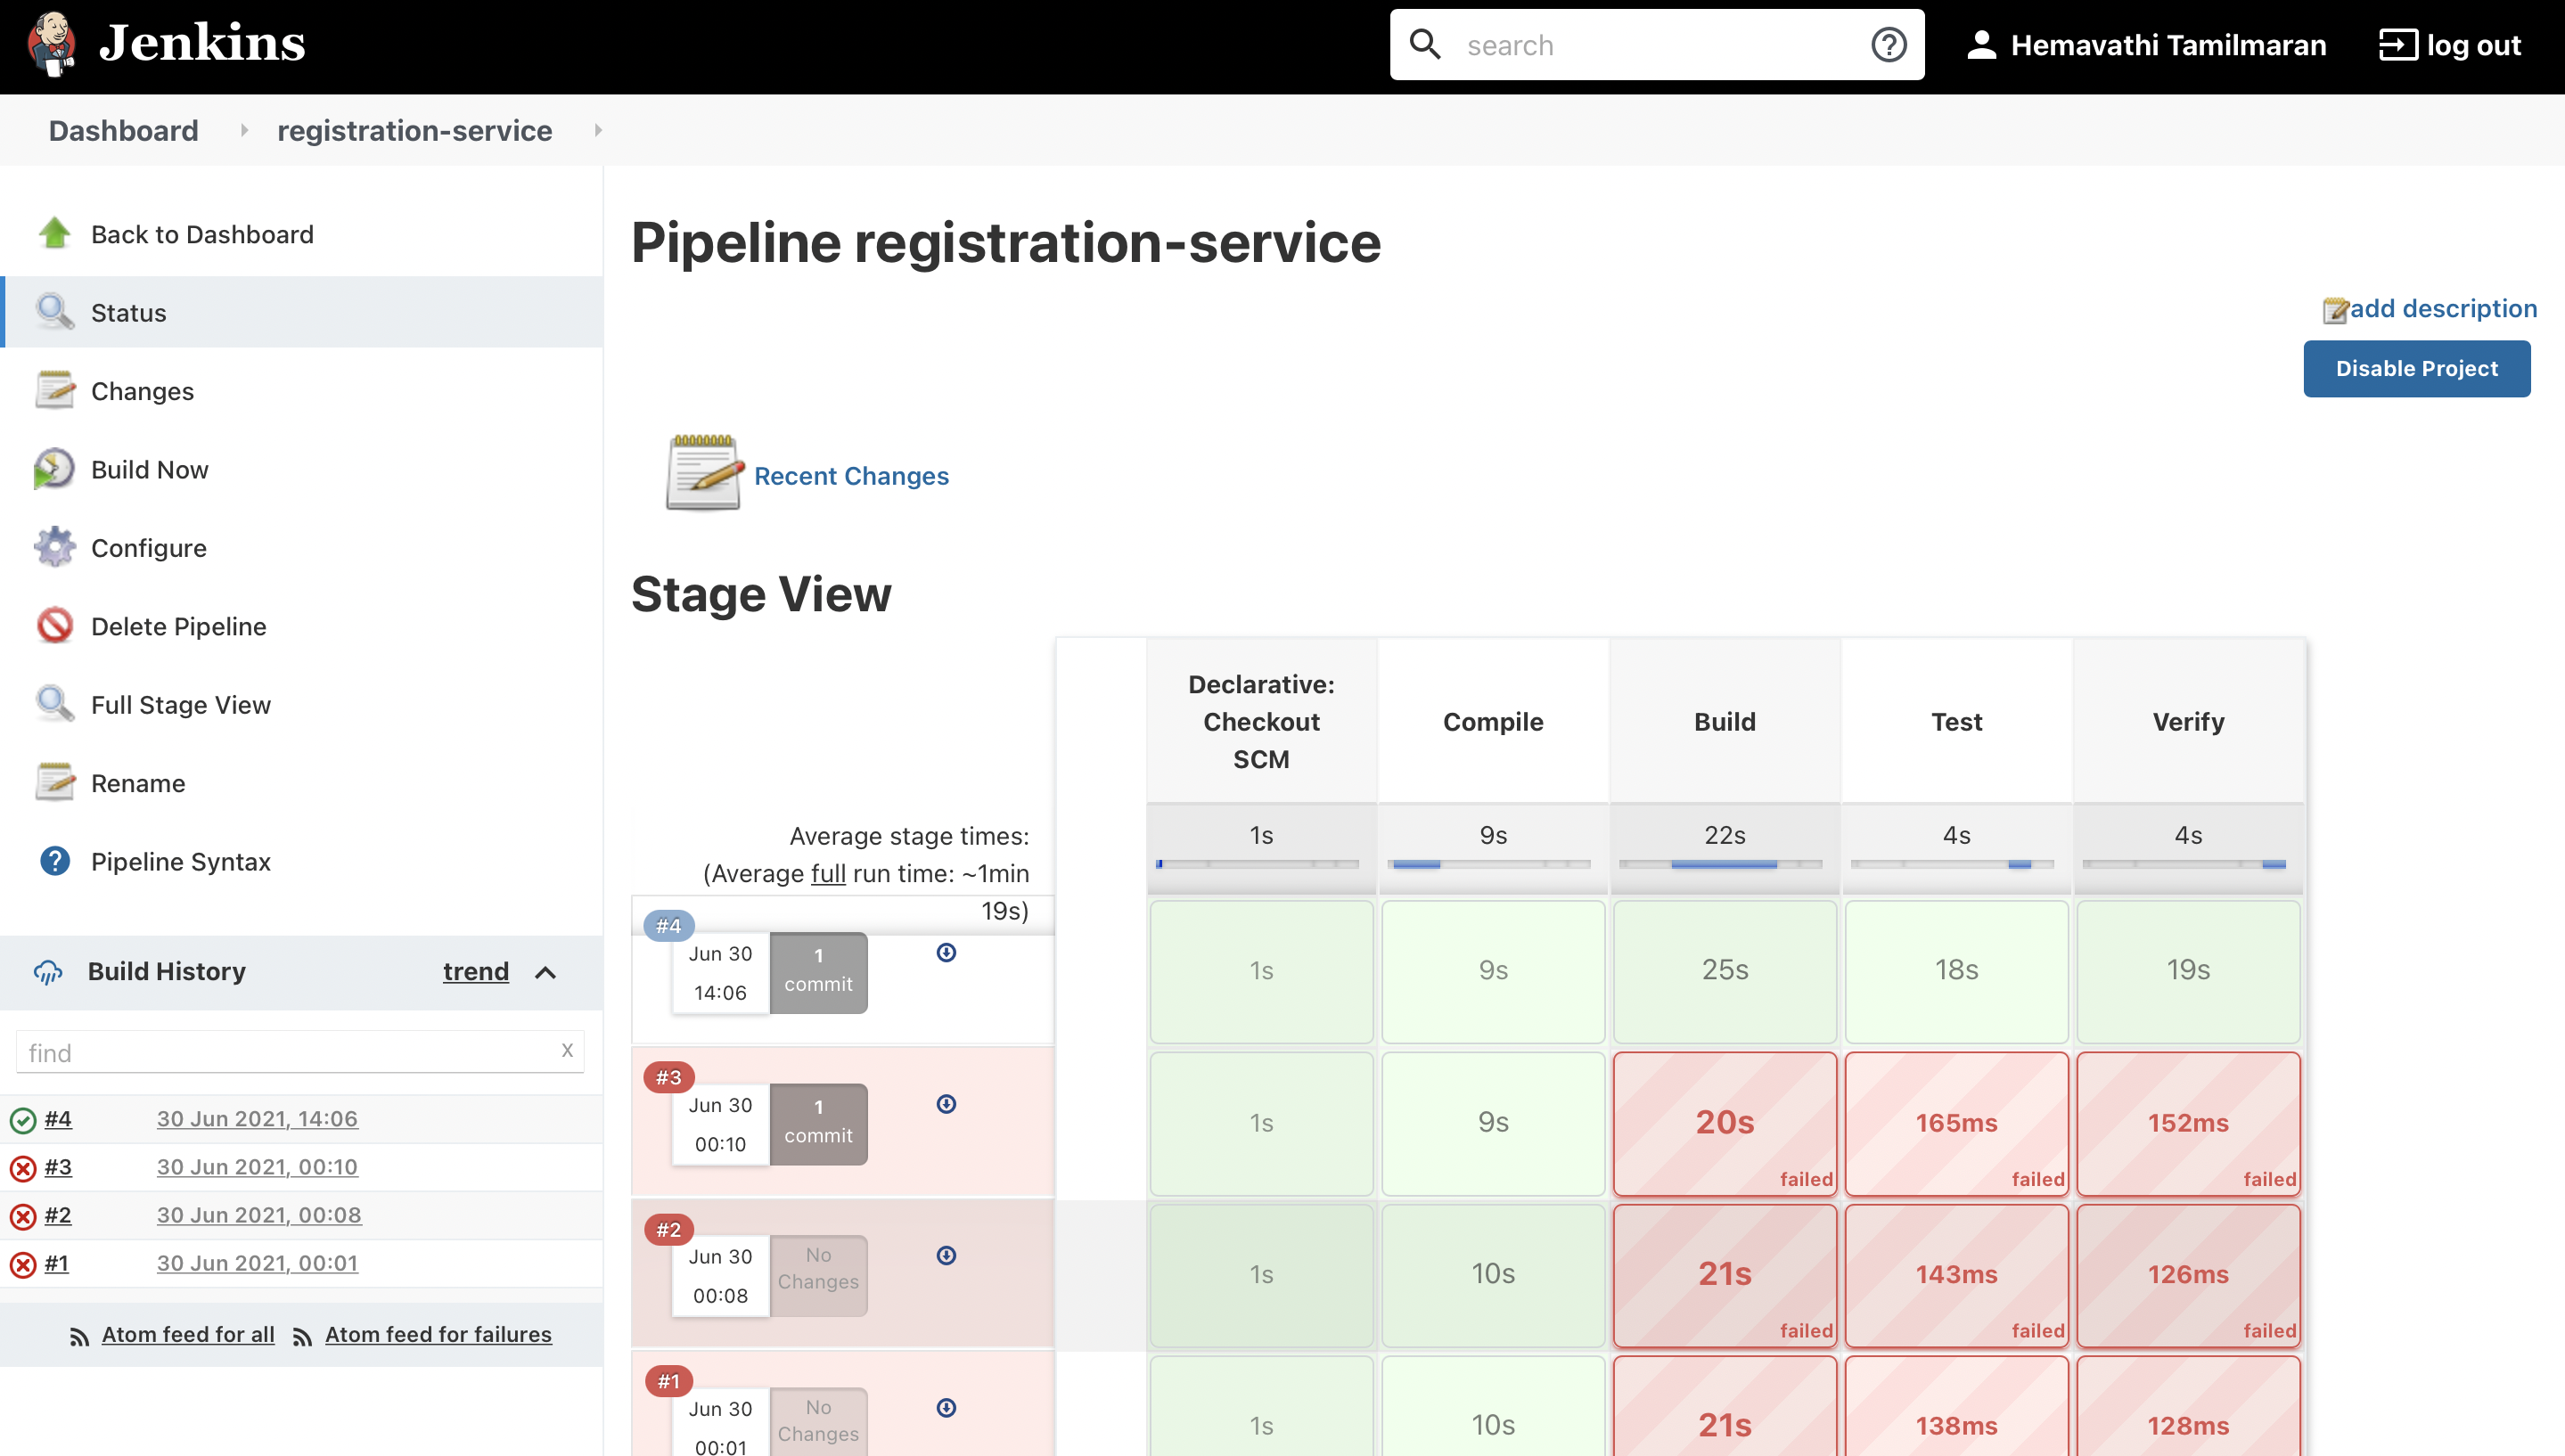 Jenkins
search
Hemavathi Tamilmaran
log out
Dashboard
registration-service
Back to Dashboard
Status
Changes
Build Now
Configure
Delete Pipeline
Full Stage View
Rename
Pipeline Syntax
Build History
trend
find
x
#4 30 Jun 2021, 14:06
#3 30 Jun 2021, 00:10
#2 30 Jun 2021, 00:08
#1 30 Jun 2021, 00:01
Atom feed for all
Atom feed for failures
Pipeline registration-service
add description
Disable Project
Recent Changes
Stage View
Declarative:
Checkout
SCM
Compile
Build
Test
Verify
Average stage times:
(Average full run time: ~1min
19s)
1s
9s
22s
4s
4s
#4
Jun 30
14:06
1
commit
1s
9s
25s
18s
19s
#3
Jun 30
00:10
1
commit
1s
9s
20s
failed
165ms
failed
152ms
failed
#2
Jun 30
00:08
No
Changes
1s
10s
21s
failed
143ms
failed
126ms
failed
#1
Jun 30
00:01
No
Changes
1s
10s
21s
138ms
128ms